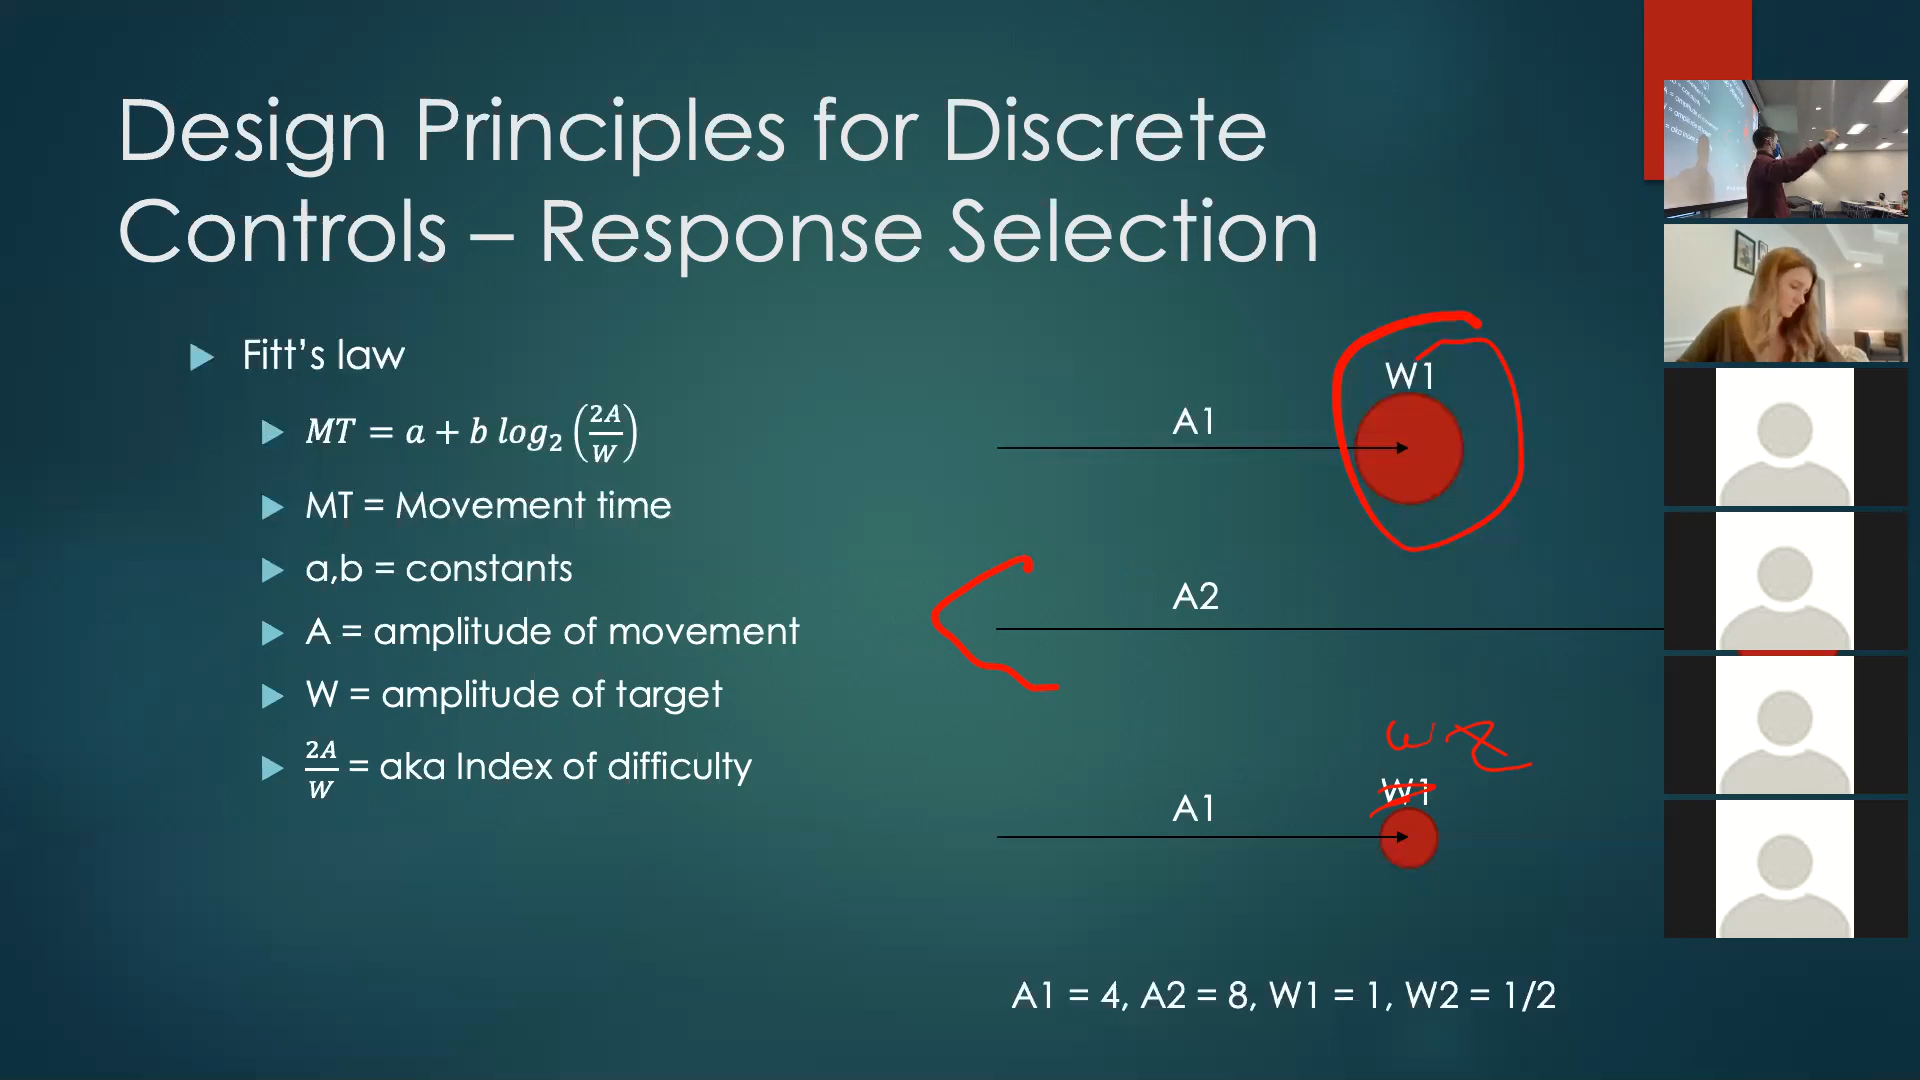 Design Principles for Discrete
Controls – Response Selection
Fitt's law
MT = a + b log₂ (2A/W)
MT = Movement time
a,b = constants
A = amplitude of movement
W = amplitude of target
2A/W = aka Index of difficulty
W1
A1
A2
W2
W1
A1
A1 = 4, A2 = 8, W1 = 1, W2 = 1/2